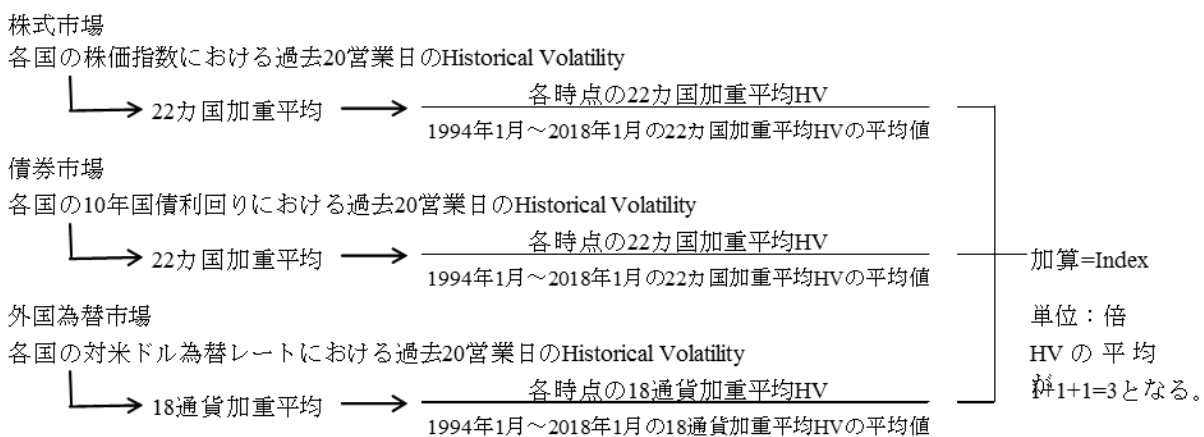 株式市場
各国の株価指数における過去20営業日のHistorical Volatility
22カ国加重平均
各時点の22カ国加重平均HV
1994年1月～2018年1月の22カ国加重平均HVの平均値
債券市場
各国の10年国債利回りにおける過去20営業日のHistorical Volatility
22カ国加重平均
各時点の22カ国加重平均HV
1994年1月～2018年1月の22カ国加重平均HVの平均値
加算=Index
外国為替市場
各国の対米ドル為替レートにおける過去20営業日のHistorical Volatility
18通貨加重平均
各時点の18通貨加重平均HV
1994年1月～2018年1月の18通貨加重平均HVの平均値
単位：倍
HVの平均
が
1+1+1=3となる。